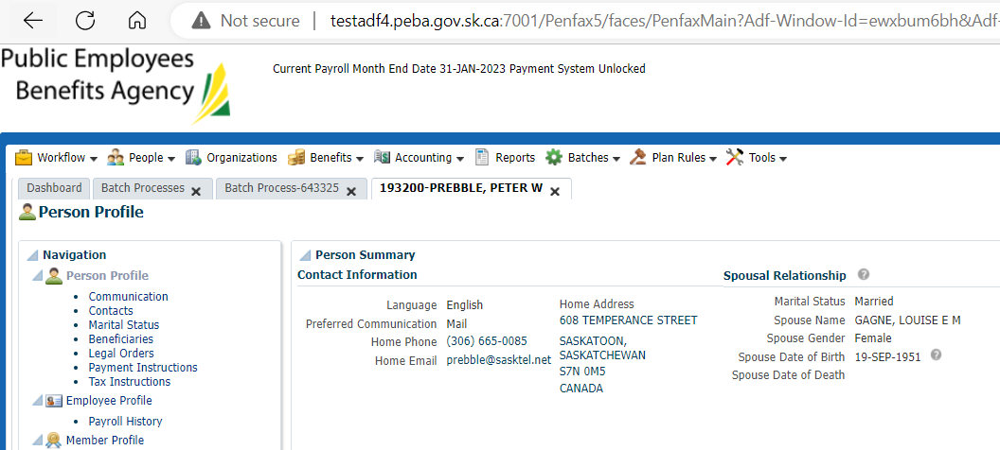 Not secure
testadf4.peba.gov.sk.ca:7001/Penfax5/faces/PenfaxMain?Adf-Window-Id=ewxbum6bh&Adf-
Public Employees
Benefits Agency
Current Payroll Month End Date 31-JAN-2023 Payment System Unlocked
Workflow People Organizations Benefits Accounting Reports Batches Plan Rules Tools
Dashboard Batch Processes Batch Process-643325 193200-PREBBLE, PETER W
Person Profile
Navigation
Person Profile
Communication
Contacts
Marital Status
Beneficiaries
Legal Orders
Payment Instructions
Tax Instructions
Employee Profile
Payroll History
Member Profile
Person Summary
Contact Information
Language English
Preferred Communication Mail
Home Phone (306) 665-0085
Home Email prebble@sasktel.net
Home Address
608 TEMPERANCE STREET
SASKATOON,
SASKATCHEWAN
S7N 0M5
CANADA
Spousal Relationship
Marital Status Married
Spouse Name GAGNE, LOUISE E M
Spouse Gender Female
Spouse Date of Birth 19-SEP-1951
Spouse Date of Death